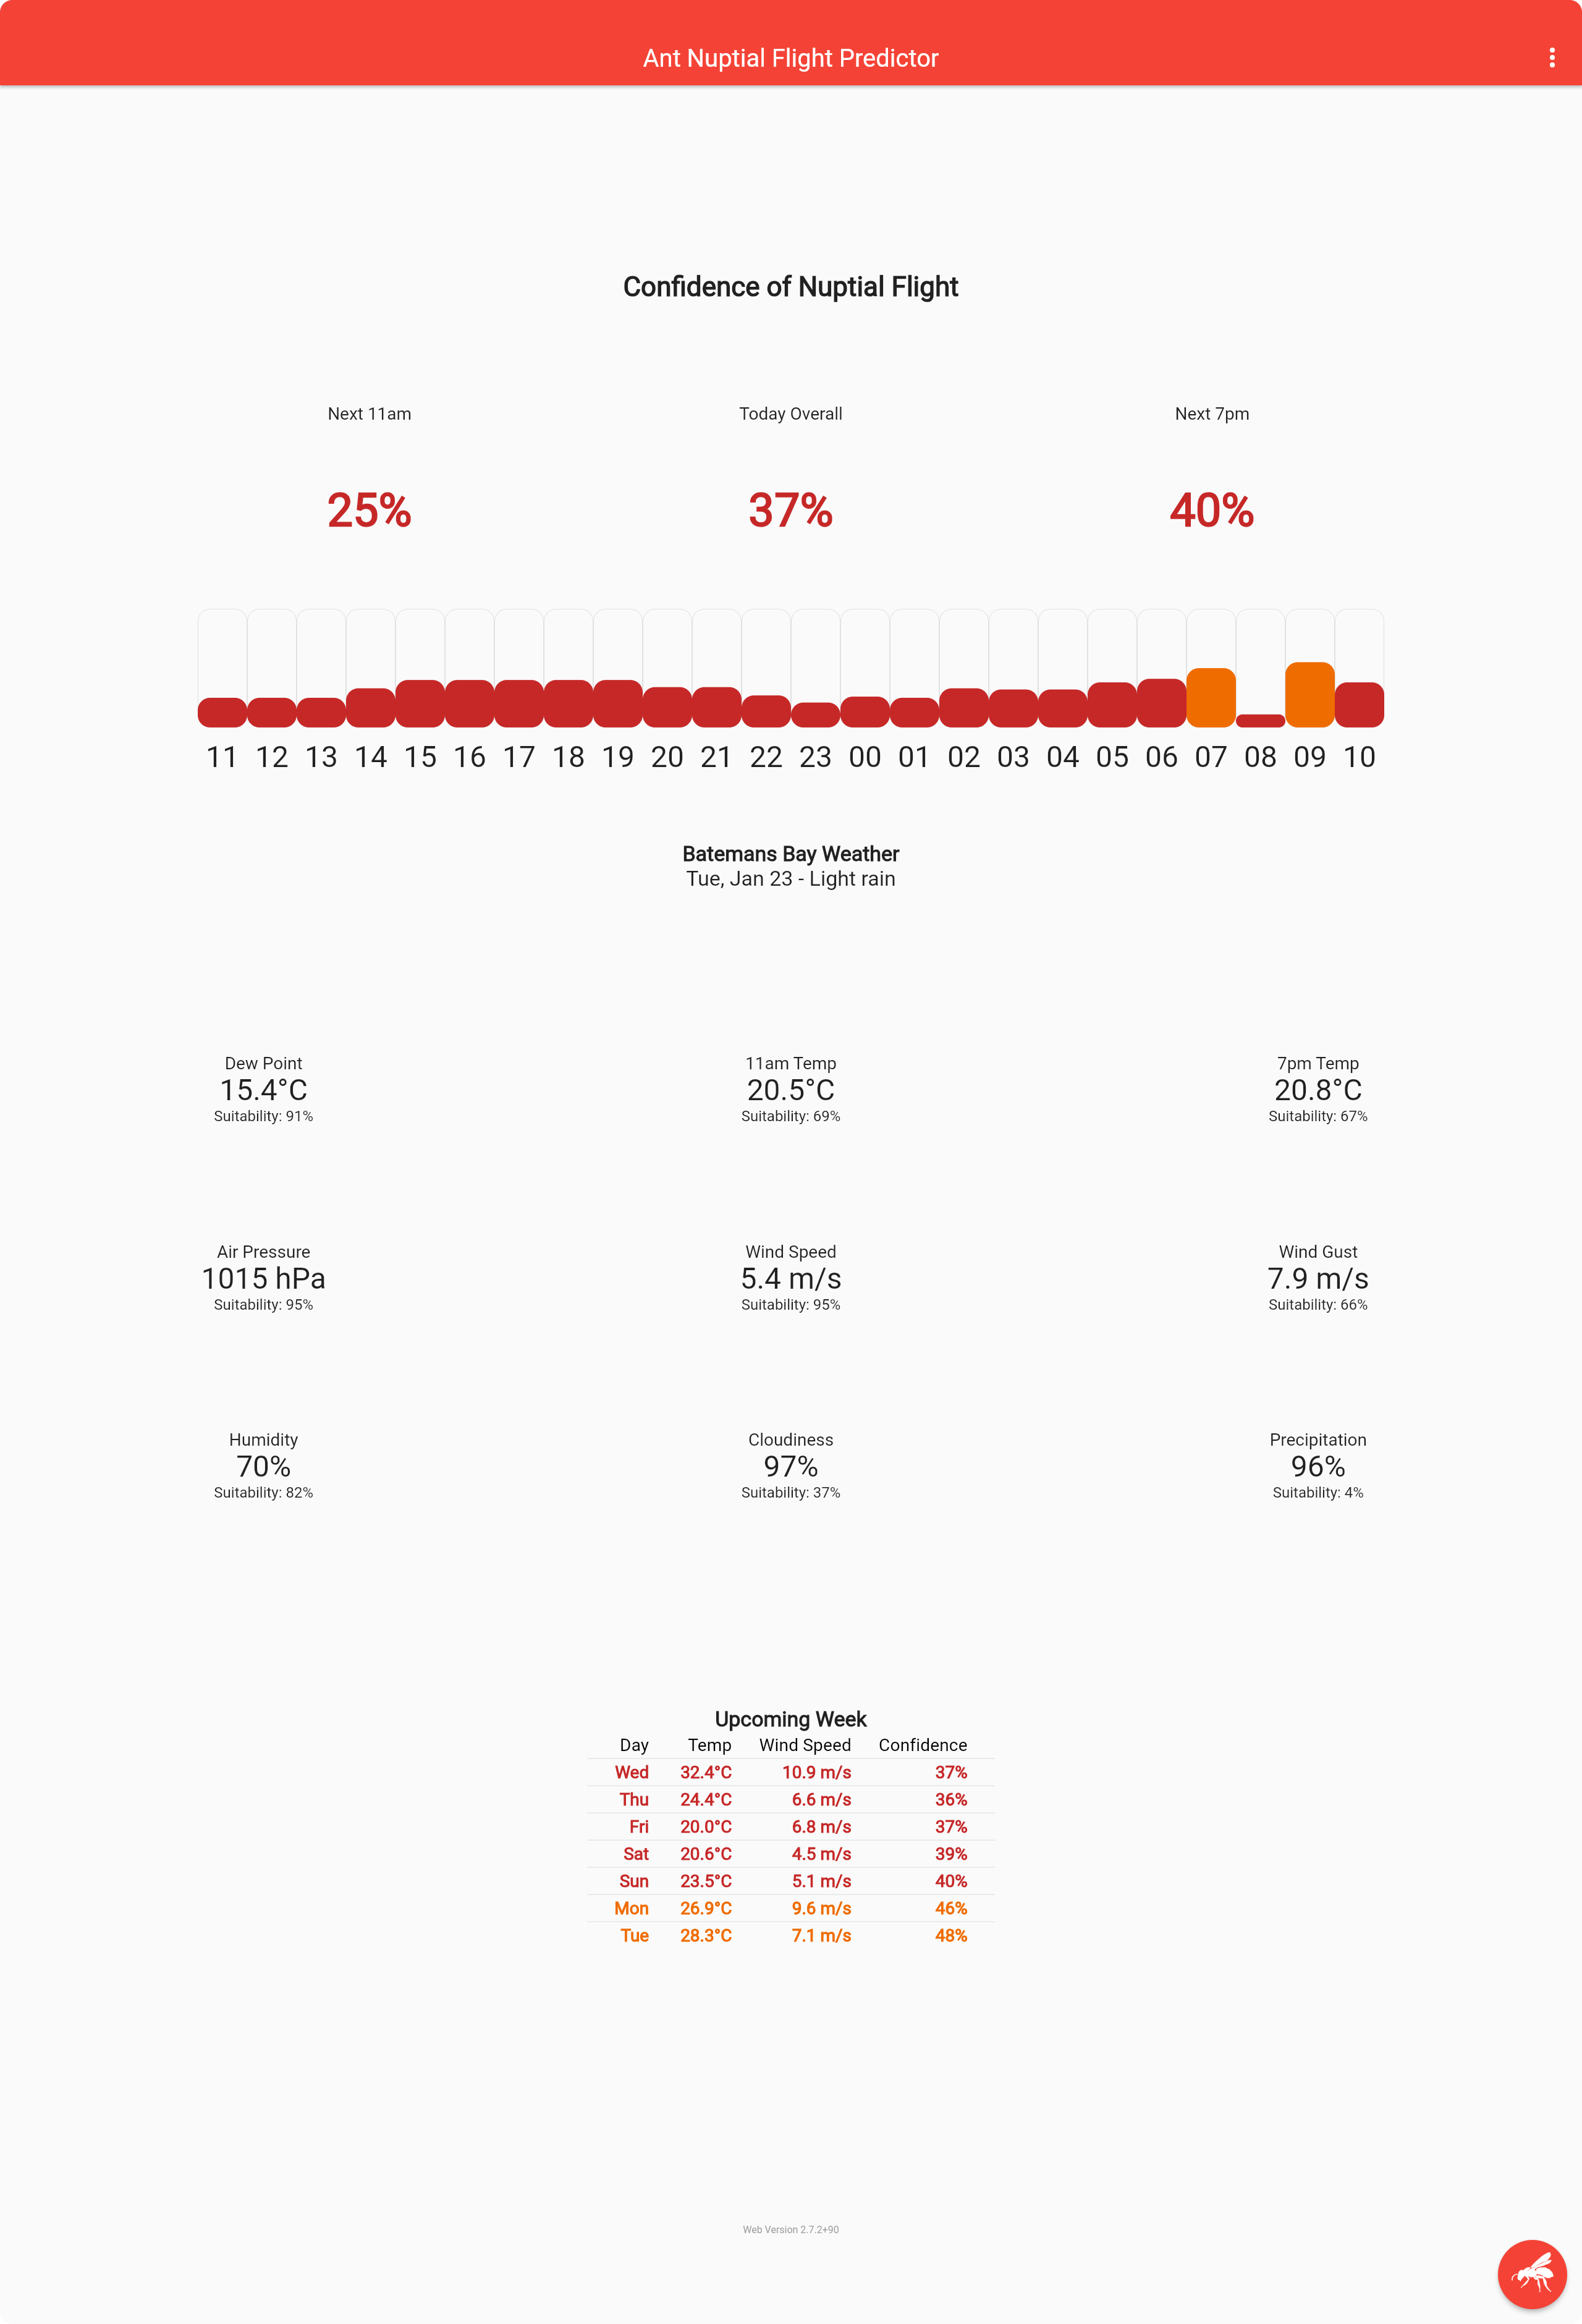 Ant Nuptial Flight Predictor
Confidence of Nuptial Flight
Next 11am Today Overall Next 7pm
25% 37% 40%
11 12 13 14 15 16 17 18 19 20 21 22 23 00 01 02 03 04 05 06 07 08 09 10
Batemans Bay Weather
Tue, Jan 23 - Light rain
Dew Point 11am Temp 7pm Temp
15.4°C 20.5°C 20.8°C
Suitability: 91% Suitability: 69% Suitability: 67%
Air Pressure Wind Speed Wind Gust
1015 hPa 5.4 m/s 7.9 m/s
Suitability: 95% Suitability: 95% Suitability: 66%
Humidity Cloudiness Precipitation
70% 97% 96%
Suitability: 82% Suitability: 37% Suitability: 4%
Upcoming Week
Day Temp Wind Speed Confidence
Wed 32.4°C 10.9 m/s 37%
Thu 24.4°C 6.6 m/s 36%
Fri 20.0°C 6.8 m/s 37%
Sat 20.6°C 4.5 m/s 39%
Sun 23.5°C 5.1 m/s 40%
Mon 26.9°C 9.6 m/s 46%
Tue 28.3°C 7.1 m/s 48%
Web Version 2.7.2+90